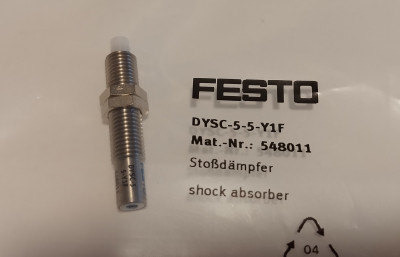 FESTO
DYSC-5-5-Y1F
Mat.-Nr.: 548011
Stoßdämpfer
shock absorber
04